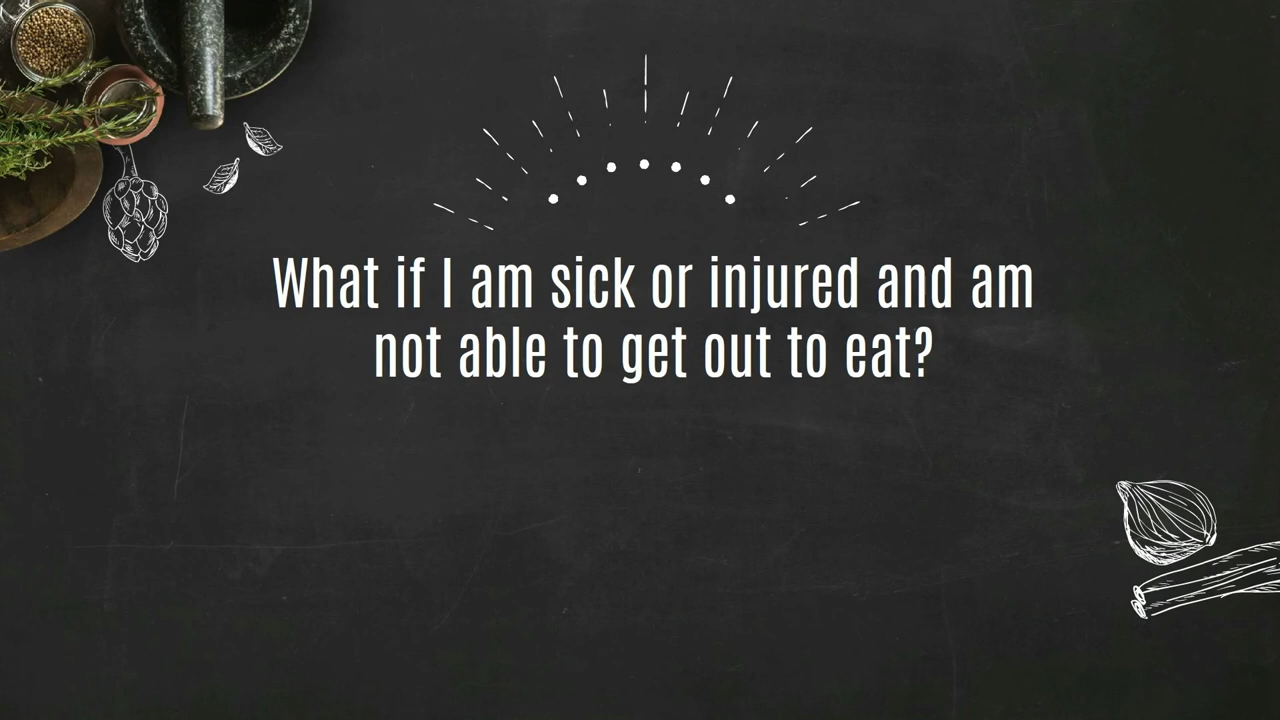 What if I am sick or injured and am
not able to get out to eat?